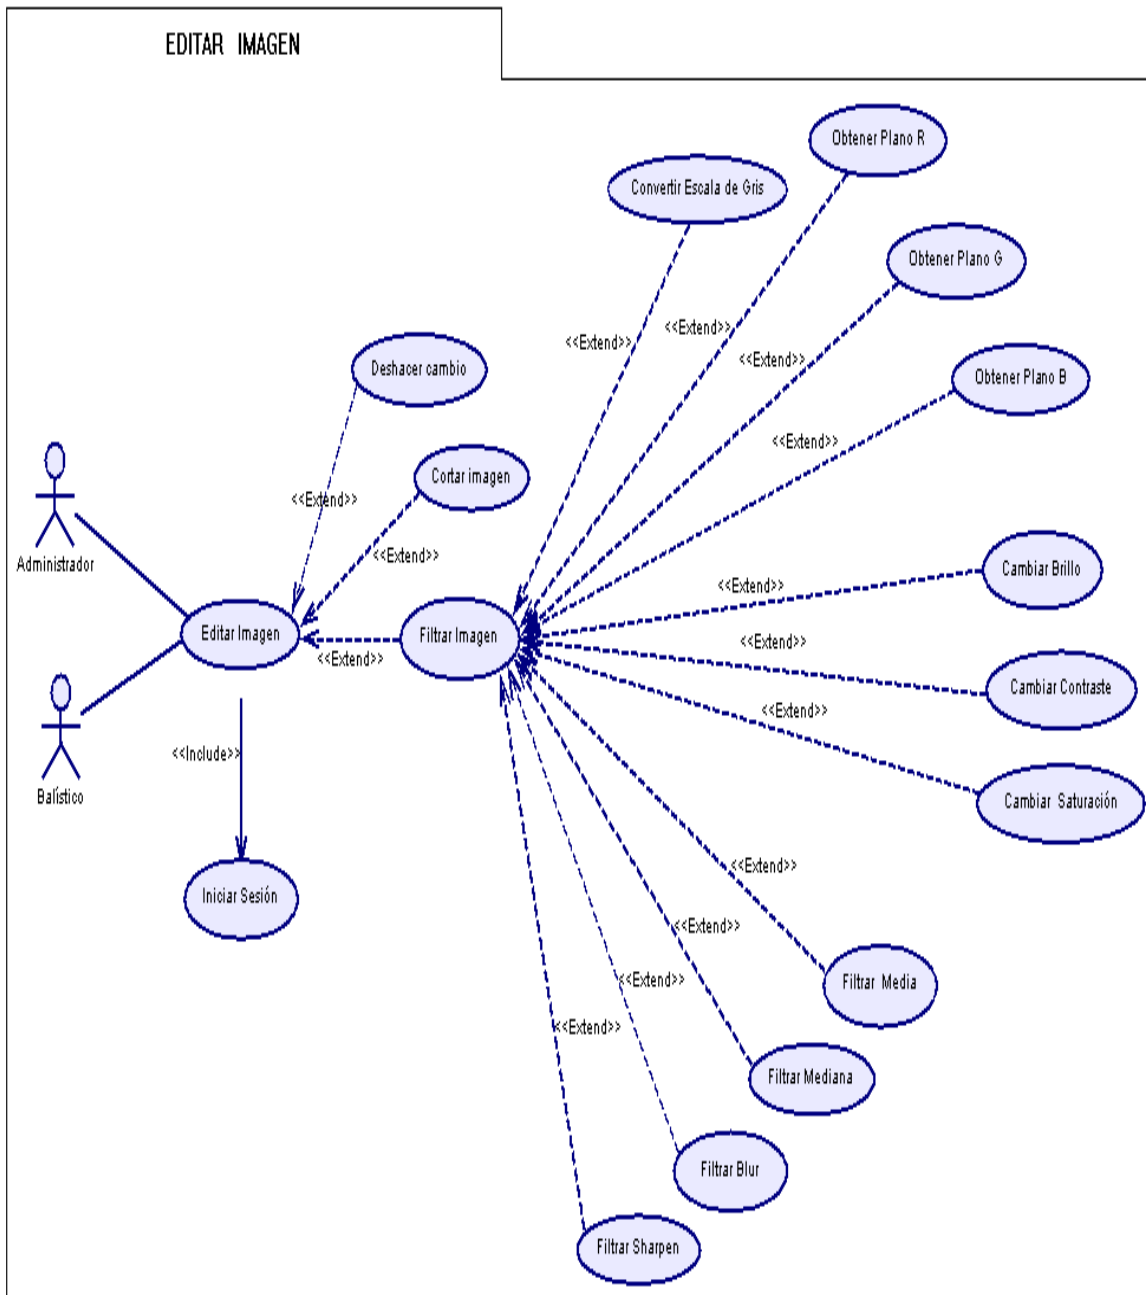 EDITAR IMAGEN
Obtener Plano R
Convertir Escala de Gris
Obtener Plano G
<<Extend>>
<<Extend>>
<<Extend>>
Deshacer cambio
Obtener Plano B
<<Extend>>
Cortar imagen
<<Extend>>
<<Extend>>
Administrador
Cambiar Brillo
<<Extend>>
Editar Imagen
Filtrar Imagen
<<Extend>>
<<Extend>>
Cambiar Contraste
<<Extend>>
<<Include>>
Balístico
Cambiar Saturación
<<Extend>>
Iniciar Sesión
<<Extend>>
Filtrar Media
<<Extend>>
<<Extend>>
Filtrar Mediana
Filtrar Blur
Filtrar Sharpen